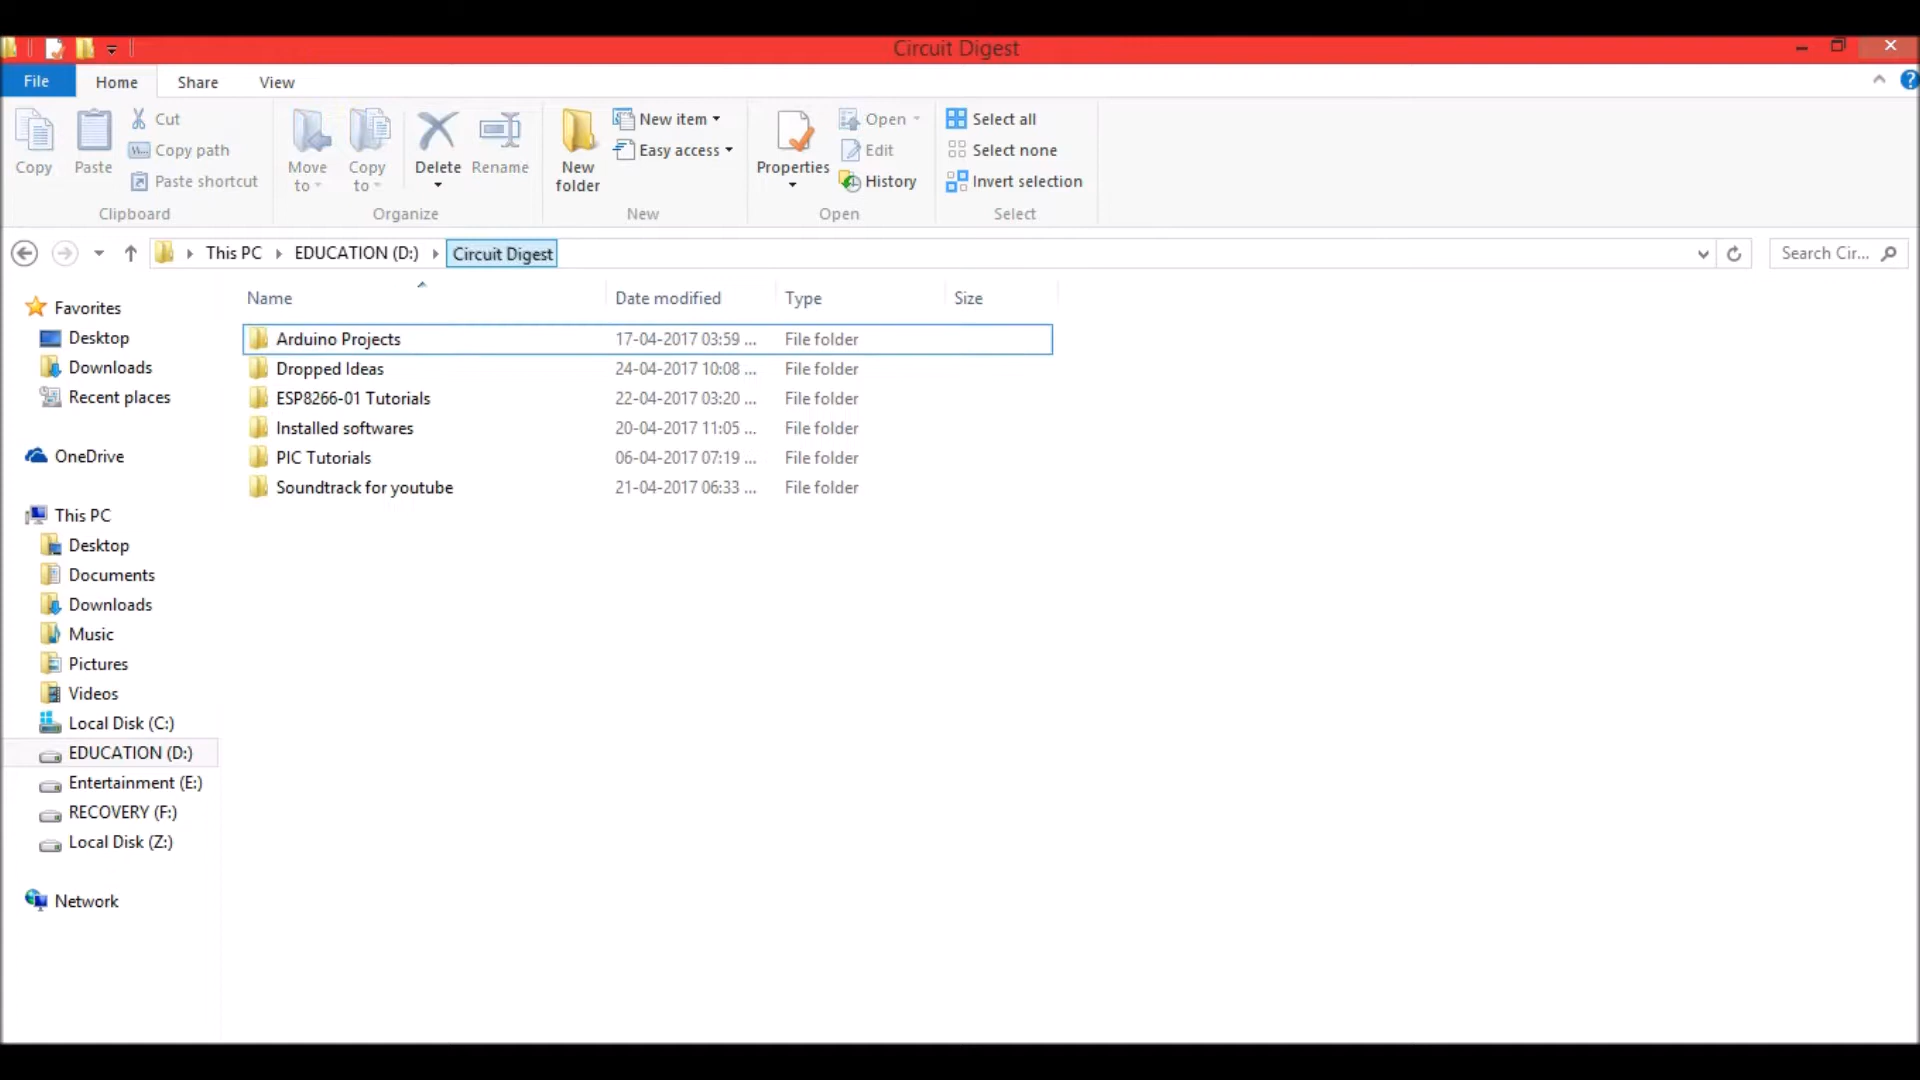 Circuit Digest
File Home Share View
Copy
Paste
Cut
Copy path
Paste shortcut
Clipboard
Move to
Copy to
Delete
Rename
Organize
New folder
New item
Easy access
New
Properties
Open
Edit
History
Open
Select all
Select none
Invert selection
Select
This PC EDUCATION (D:) Circuit Digest
Search Cir...
Name Date modified Type Size
Arduino Projects 17-04-2017 03:59 ... File folder
Dropped Ideas 24-04-2017 10:08 ... File folder
ESP8266-01 Tutorials 22-04-2017 03:20 ... File folder
Installed softwares 20-04-2017 11:05 ... File folder
PIC Tutorials 06-04-2017 07:19 ... File folder
Soundtrack for youtube 21-04-2017 06:33 ... File folder
Favorites
Desktop
Downloads
Recent places
OneDrive
This PC
Desktop
Documents
Downloads
Music
Pictures
Videos
Local Disk (C:)
EDUCATION (D:)
Entertainment (E:)
RECOVERY (F:)
Local Disk (Z:)
Network